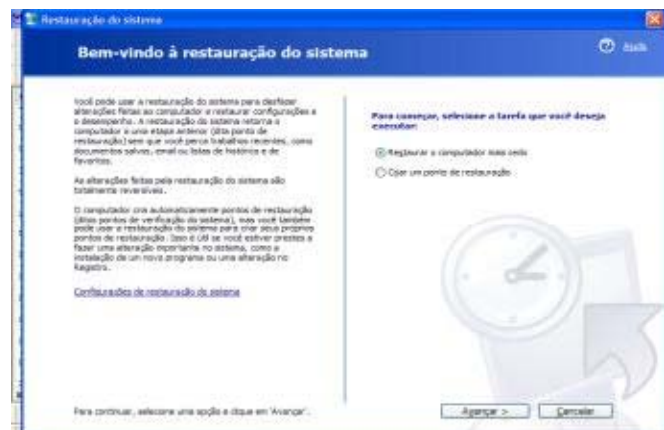 Restauração do sistema
Bem-vindo à restauração do sistema
Ajuda
Você pode usar a restauração do sistema para desfazer
alterações feitas ao computador e restaurar configurações e
o desempenho. A restauração do sistema retorna o
computador a uma etapa anterior (dita ponto de
restauração) sem que você perca trabalhos recentes, como
documentos salvos, email ou listas de histórico e de
favoritos.
As alterações feitas pela restauração do sistema são
totalmente reversíveis.
O computador cria automaticamente pontos de restauração
(ditos pontos de verificação do sistema), mas você também
pode usar a restauração do sistema para criar seus próprios
pontos de restauração. Isso é útil se você estiver prestes a
fazer uma alteração importante no sistema, como a
instalação de um novo programa ou uma alteração no
Registro.
Configurações de restauração do sistema
Para continuar, selecione uma opção e clique em 'Avançar'.
Para começar, selecione a tarefa que você deseja
executar:
Restaurar o computador mais cedo
Criar um ponto de restauração
Avançar >
Cancelar